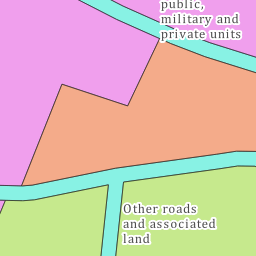 public,
military and
private units
Other roads
and associated
land